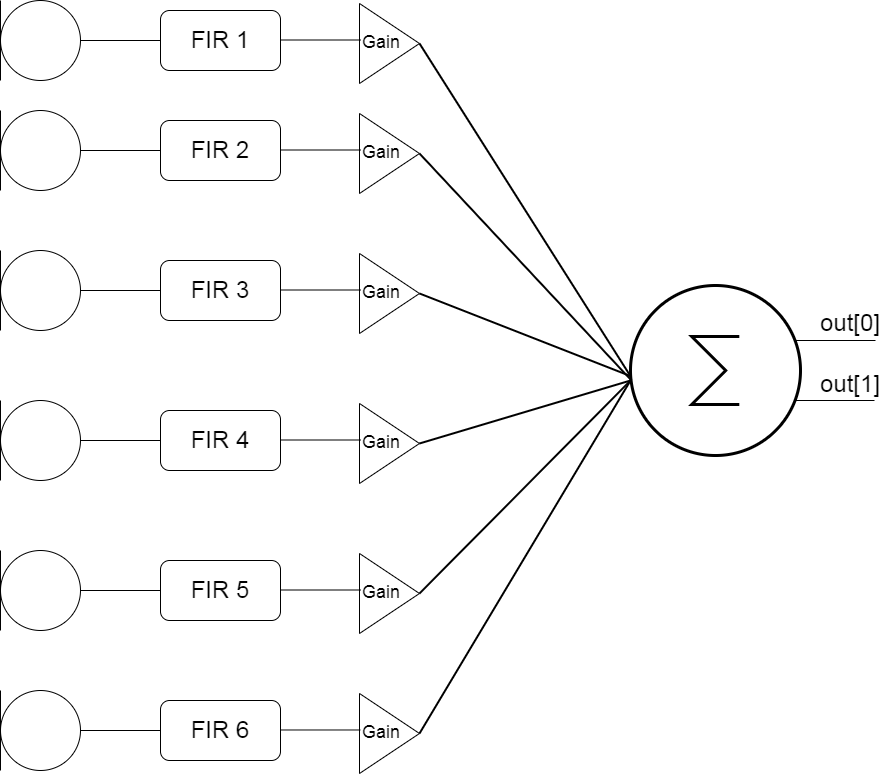 FIR 1
Gain
FIR 2
Gain
FIR 3
Gain
out[0]
Σ
out[1]
FIR 4
Gain
FIR 5
Gain
FIR 6
Gain